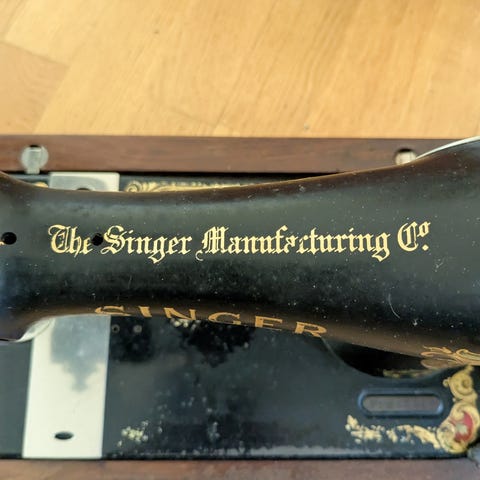 The Singer Manufacturing Co.
SINGER